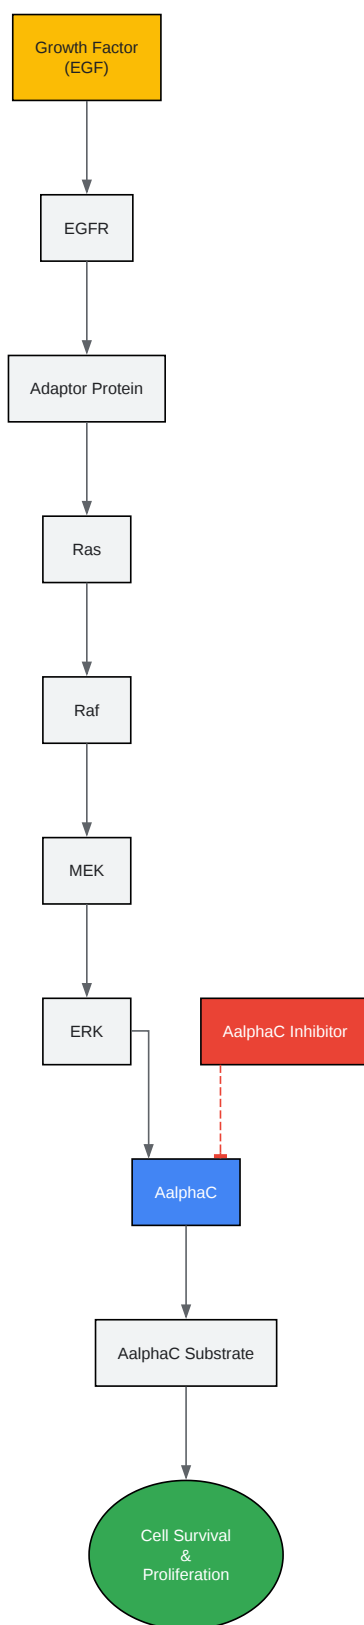 Growth Factor
(EGF)
EGFR
Adaptor Protein
Ras
Raf
MEK
ERK
AalphaC Inhibitor
AalphaC
AalphaC Substrate
Cell Survival
&
Proliferation